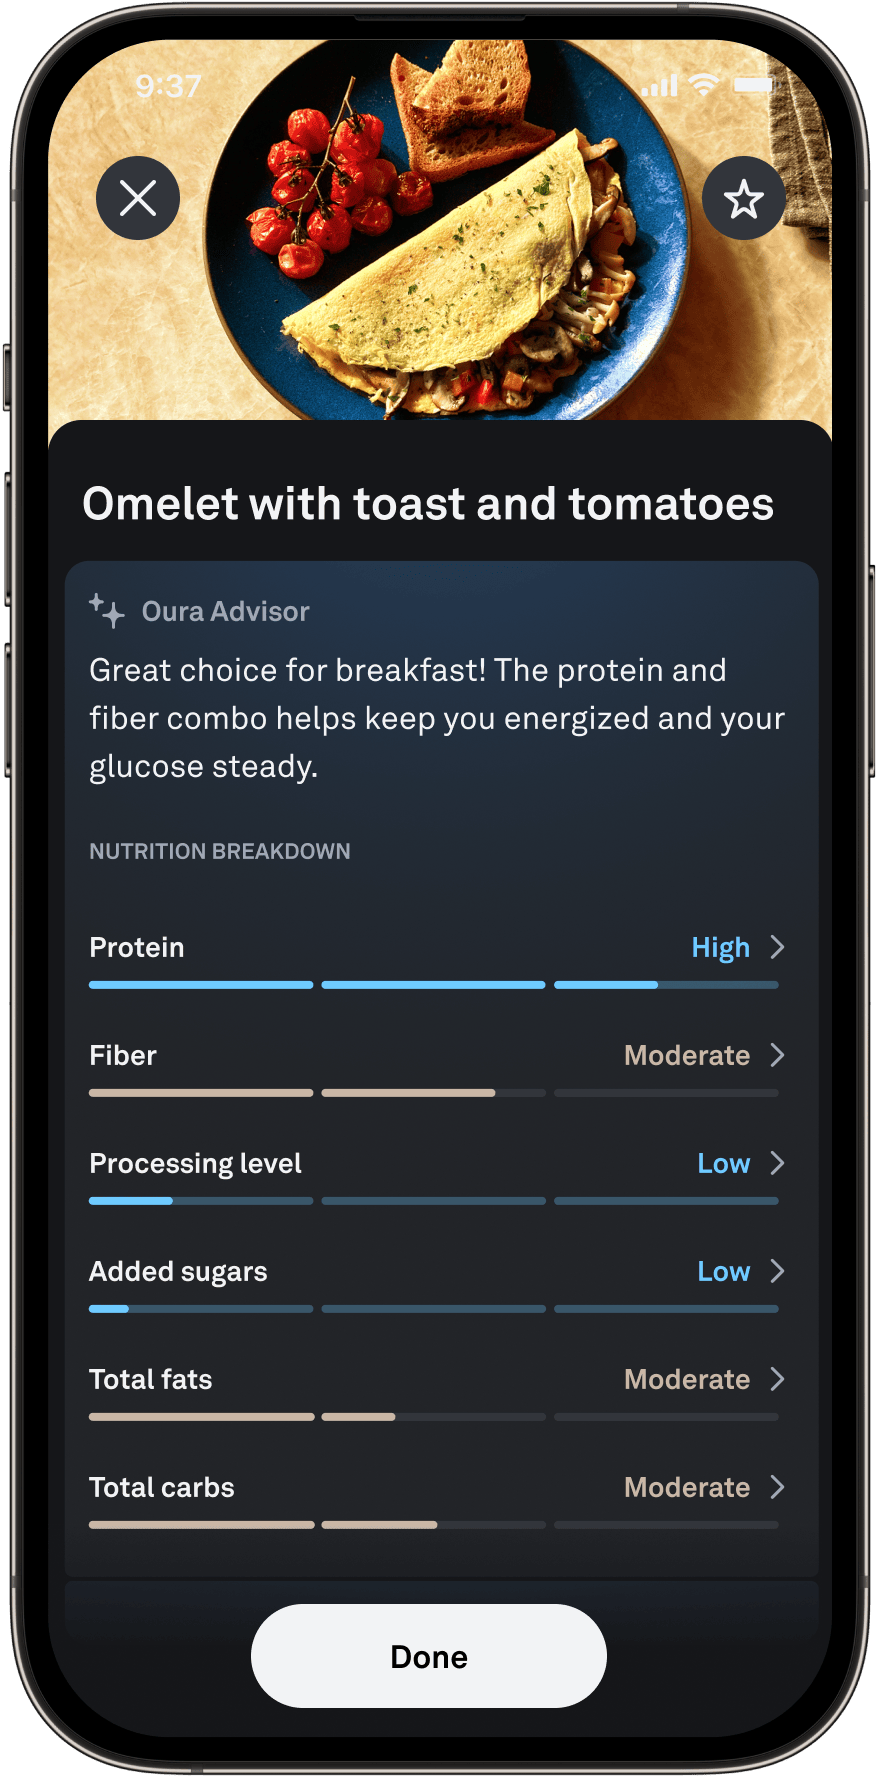 9:37
Omelet with toast and tomatoes
Oura Advisor
Great choice for breakfast! The protein and
fiber combo helps keep you energized and your
glucose steady.
NUTRITION BREAKDOWN
Protein High
Fiber Moderate
Processing level Low
Added sugars Low
Total fats Moderate
Total carbs Moderate
Done